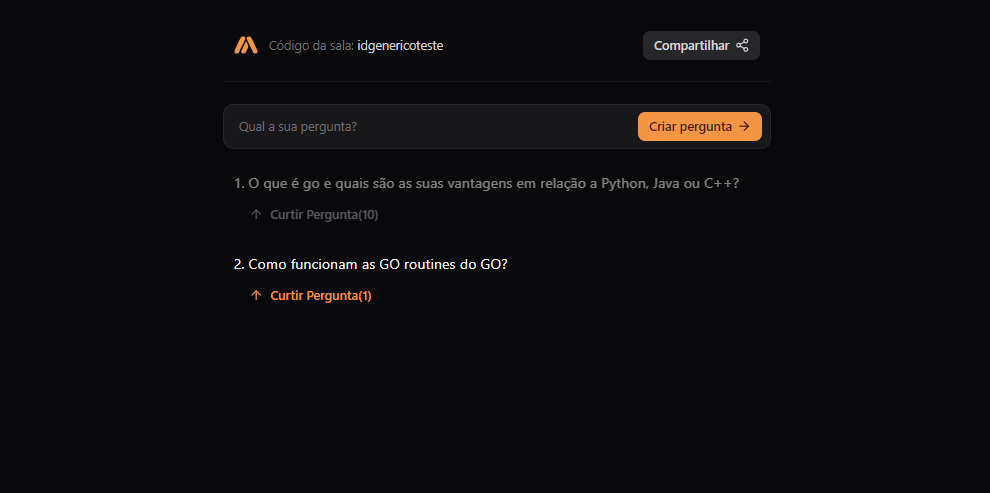 Código da sala: idgenericoteste
Compartilhar
Qual a sua pergunta?
Criar pergunta
1. O que é go e quais são as suas vantagens em relação a Python, Java ou C++?
Curtir Pergunta(10)
2. Como funcionam as GO routines do GO?
Curtir Pergunta(1)